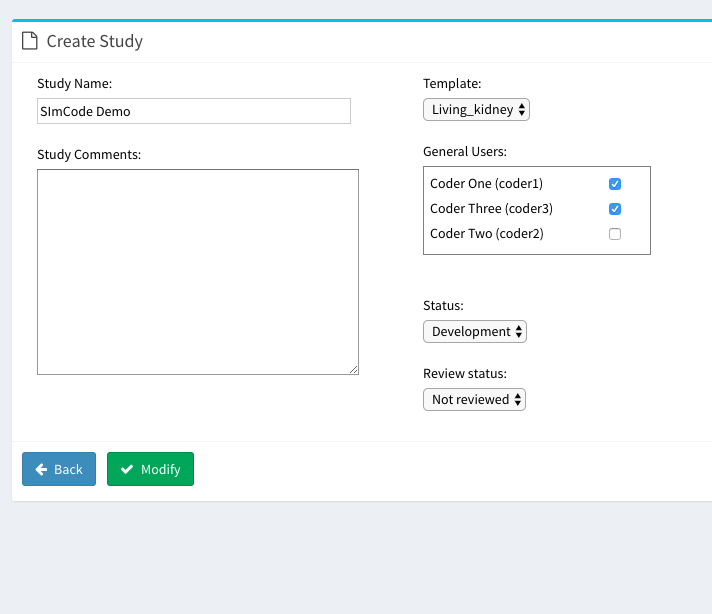 Create Study
Study Name:
SImCode Demo
Study Comments:
Template:
Living_kidney
General Users:
Coder One (coder1)
Coder Three (coder3)
Coder Two (coder2)
Status:
Development
Review status:
Not reviewed
Back
Modify